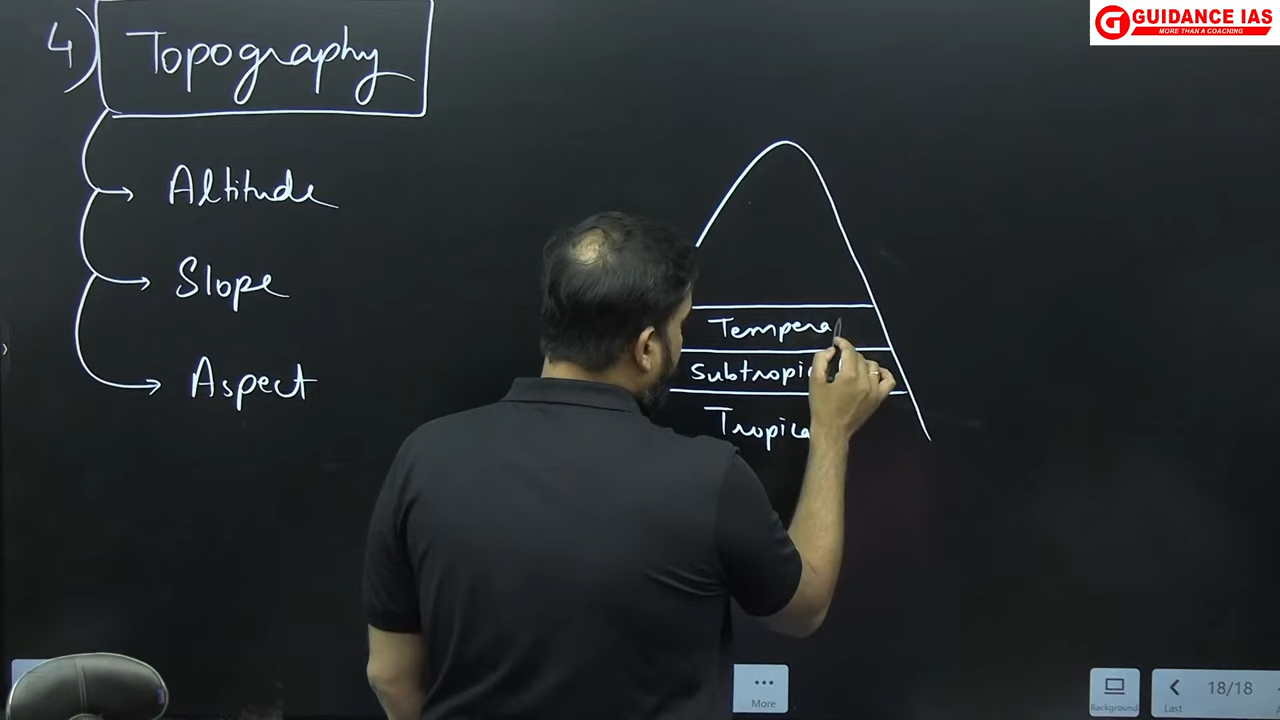 GUIDANCE IAS
MORE THAN A COACHING
4) Topography
Altitude
Slope
Aspect
Tempera
Subtropi
Tropica
More
Background
Last
18/18